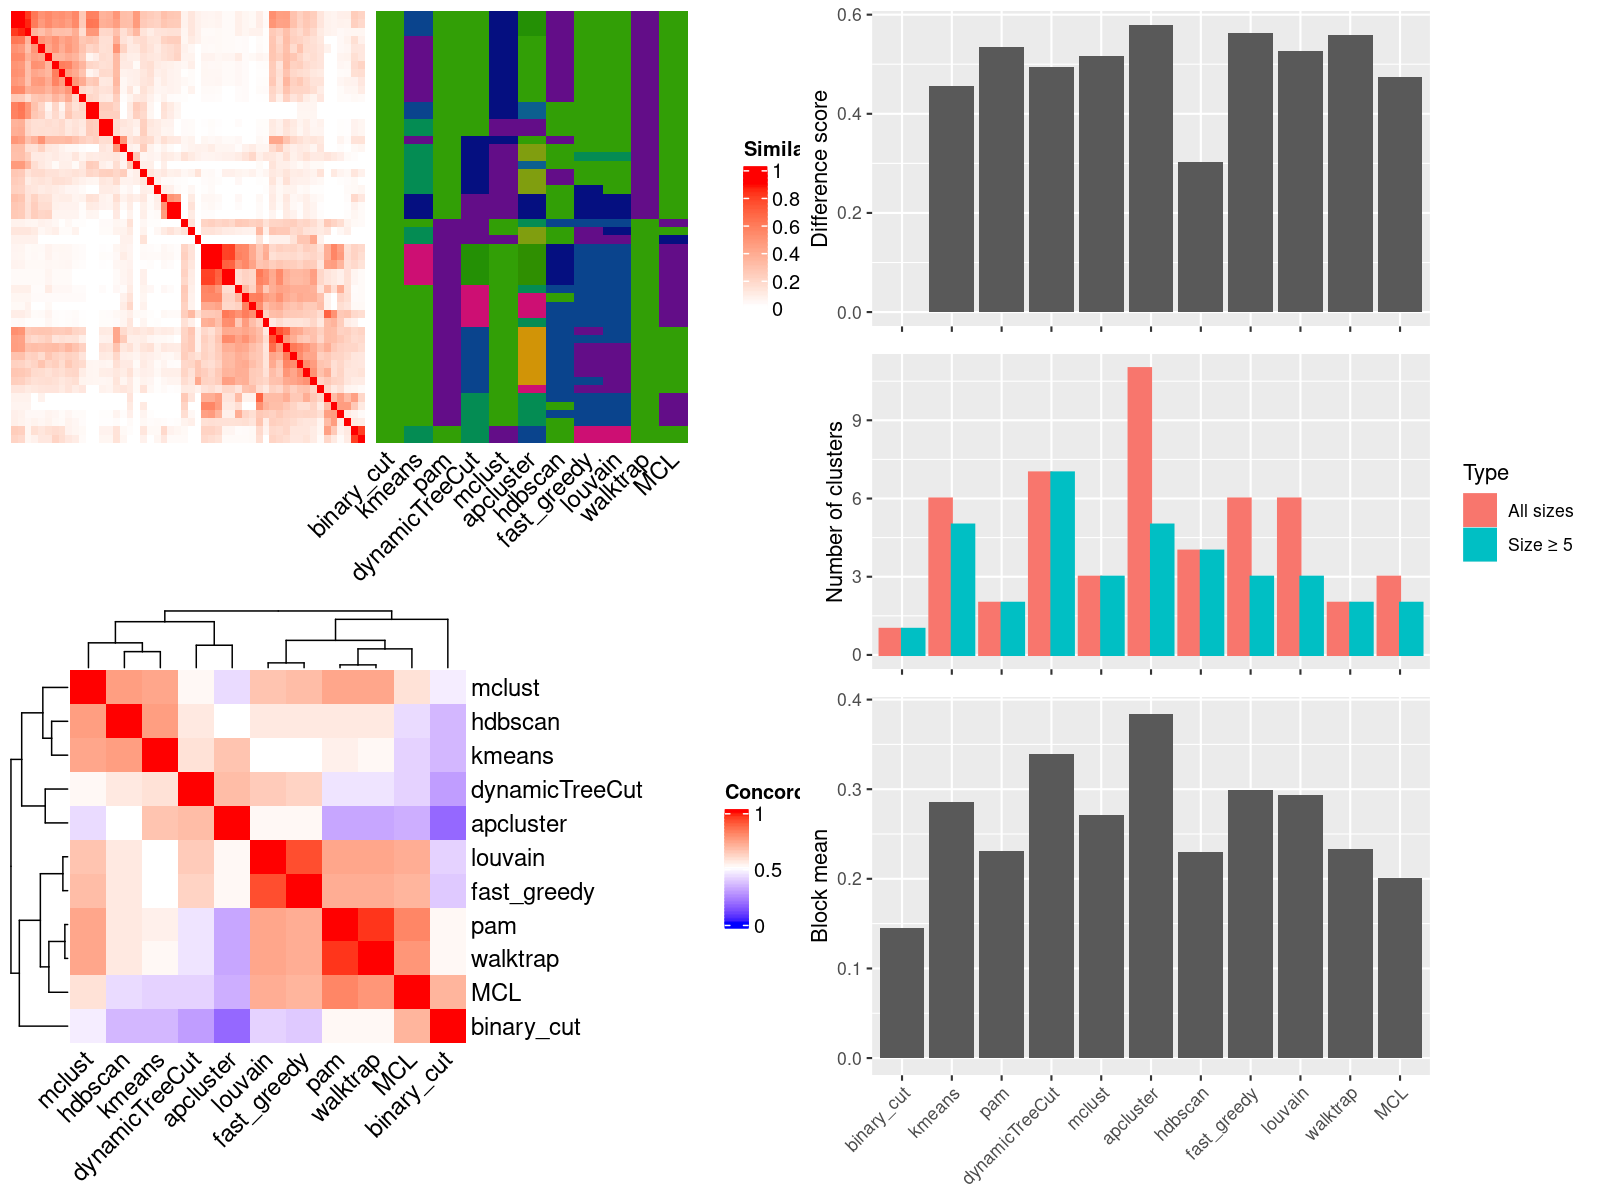 Simila
1
0.8
0.6
0.4
0.2
0
binary_cut
kmeans
pam
dynamicTreeCut
mclust
apcluster
hdbscan
fast_greedy
louvain
walktrap
MCL
mclust
hdbscan
kmeans
dynamicTreeCut
apcluster
louvain
fast_greedy
pam
walktrap
MCL
binary_cut
mclust
hdbscan
kmeans
dynamicTreeCut
apcluster
louvain
fast_greedy
pam
walktrap
MCL
binary_cut
Concord
1
0.5
0
Difference score
0.6
0.4
0.2
0.0
Number of clusters
9
6
3
0
Type
All sizes
Size ≥ 5
Block mean
0.4
0.3
0.2
0.1
0.0
binary_cut
kmeans
pam
dynamicTreeCut
mclust
apcluster
hdbscan
fast_greedy
louvain
walktrap
MCL